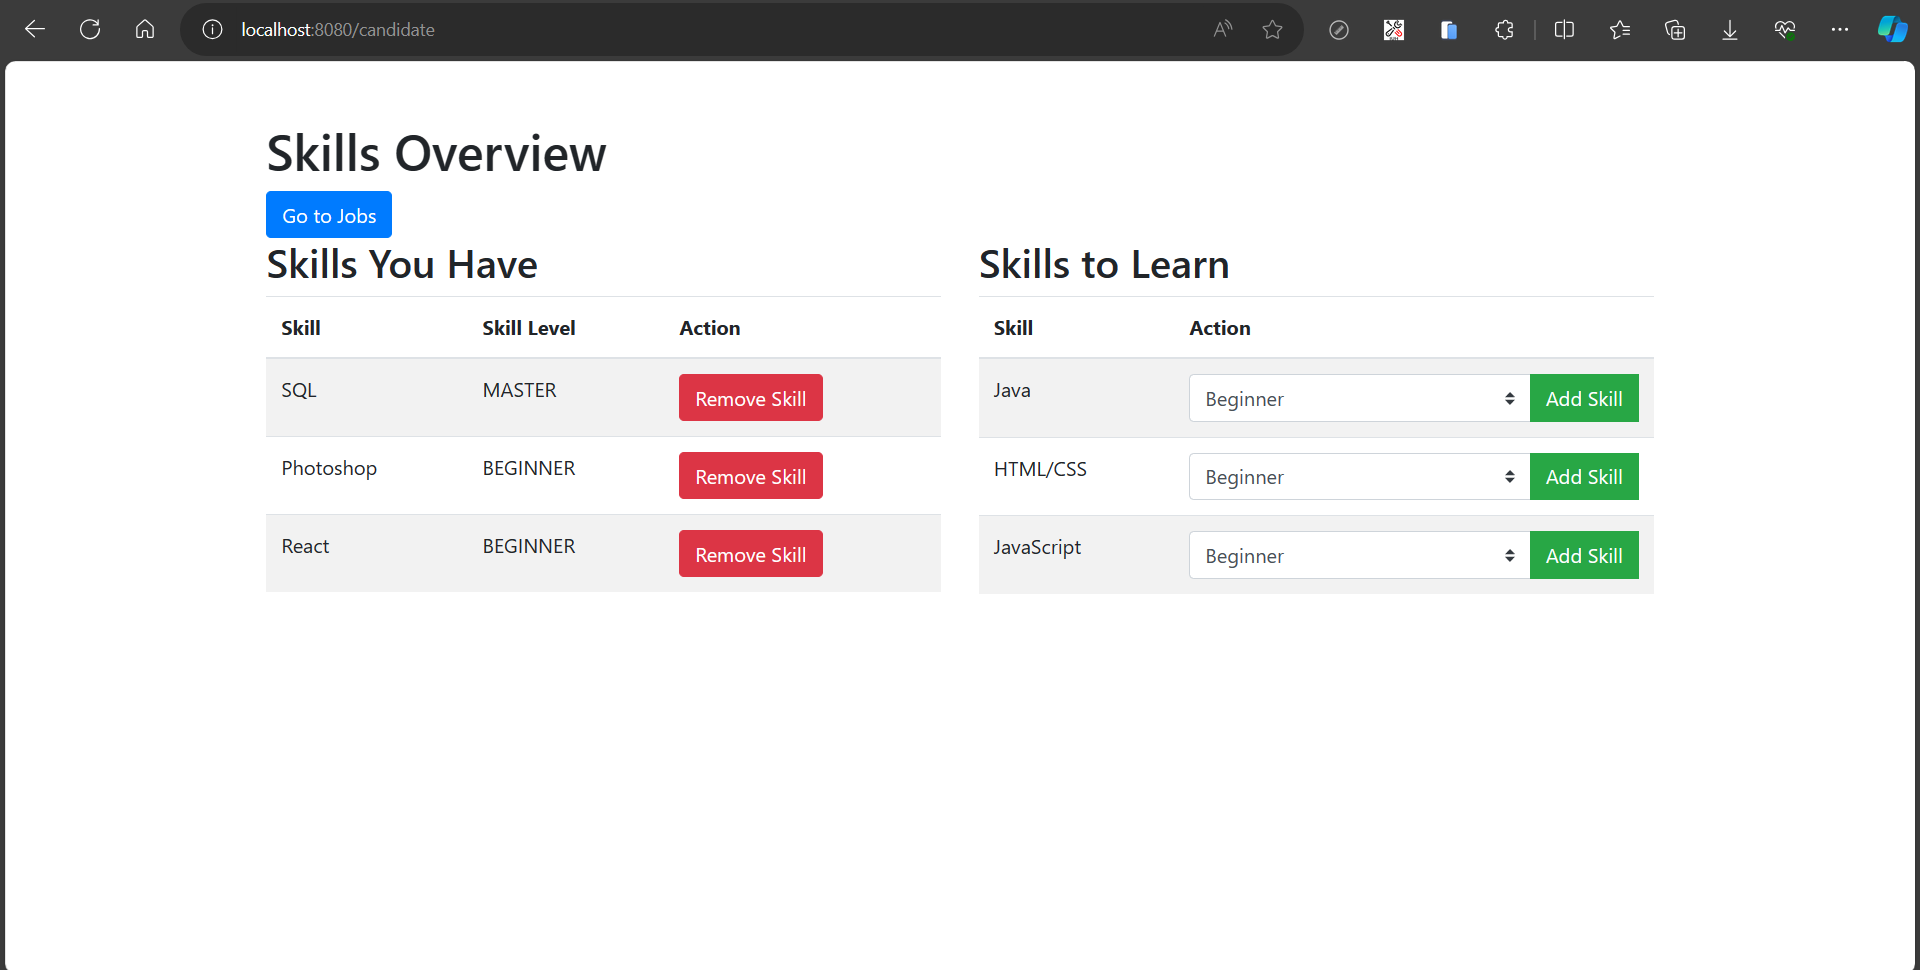 localhost:8080/candidate
Skills Overview
Go to Jobs
Skills You Have
Skill Skill Level Action
SQL MASTER Remove Skill
Photoshop BEGINNER Remove Skill
React BEGINNER Remove Skill
Skills to Learn
Skill Action
Java Beginner Add Skill
HTML/CSS Beginner Add Skill
JavaScript Beginner Add Skill